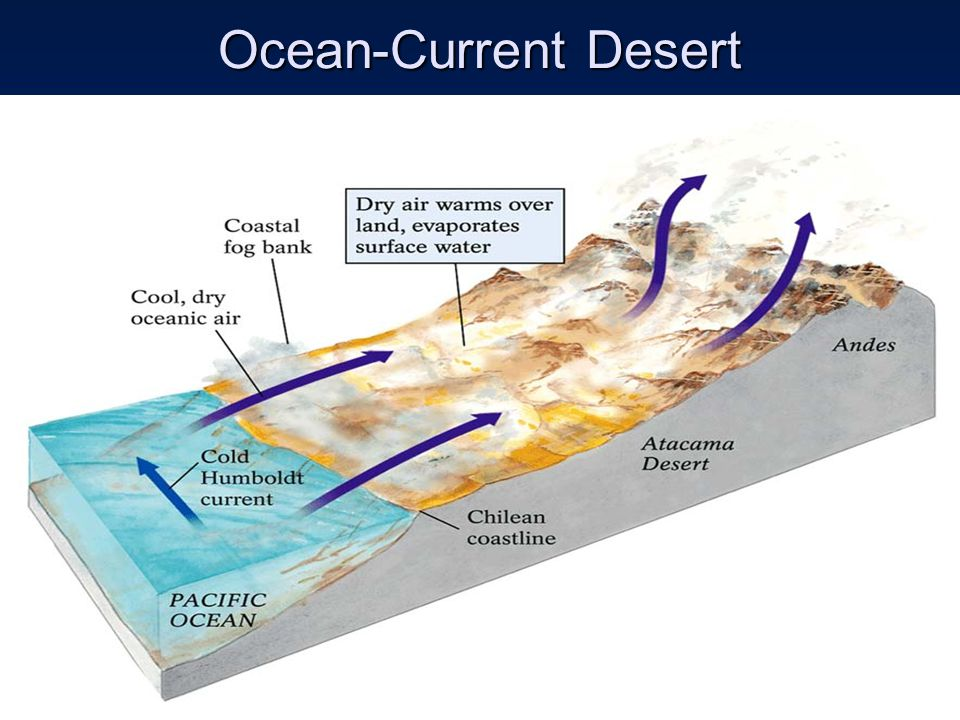 Ocean-Current Desert
Dry air warms over
land, evaporates
surface water
Coastal
fog bank
Cool, dry
oceanic air
Andes
Atacama
Desert
Cold
Humboldt
current
Chilean
coastline
PACIFIC
OCEAN